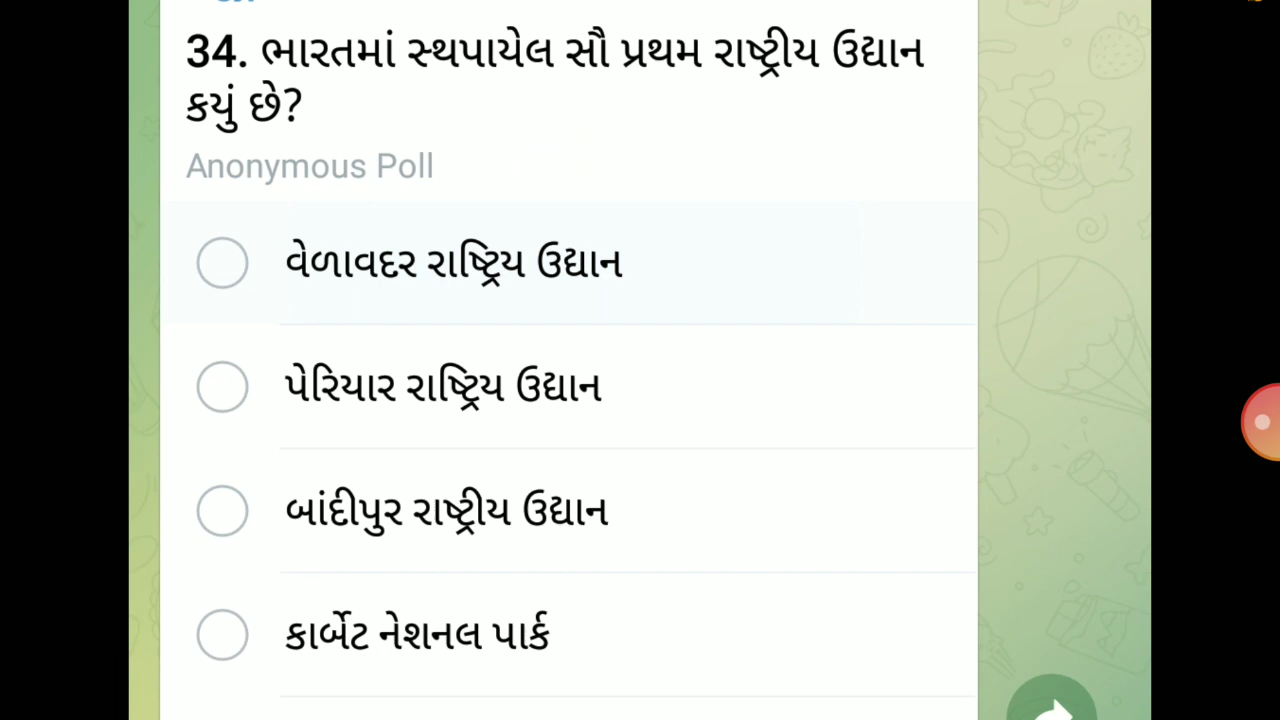 34. ભારતમાં સ્થપાયેલ સૌ પ્રથમ રાષ્ટ્રીય ઉદ્યાન
કયું છે?
Anonymous Poll
વેળાવદર રાષ્ટ્રિય ઉદ્યાન
પેરિયાર રાષ્ટ્રિય ઉદ્યાન
બાંદીપુર રાષ્ટ્રીય ઉદ્યાન
કાર્બેટ નેશનલ પાર્ક